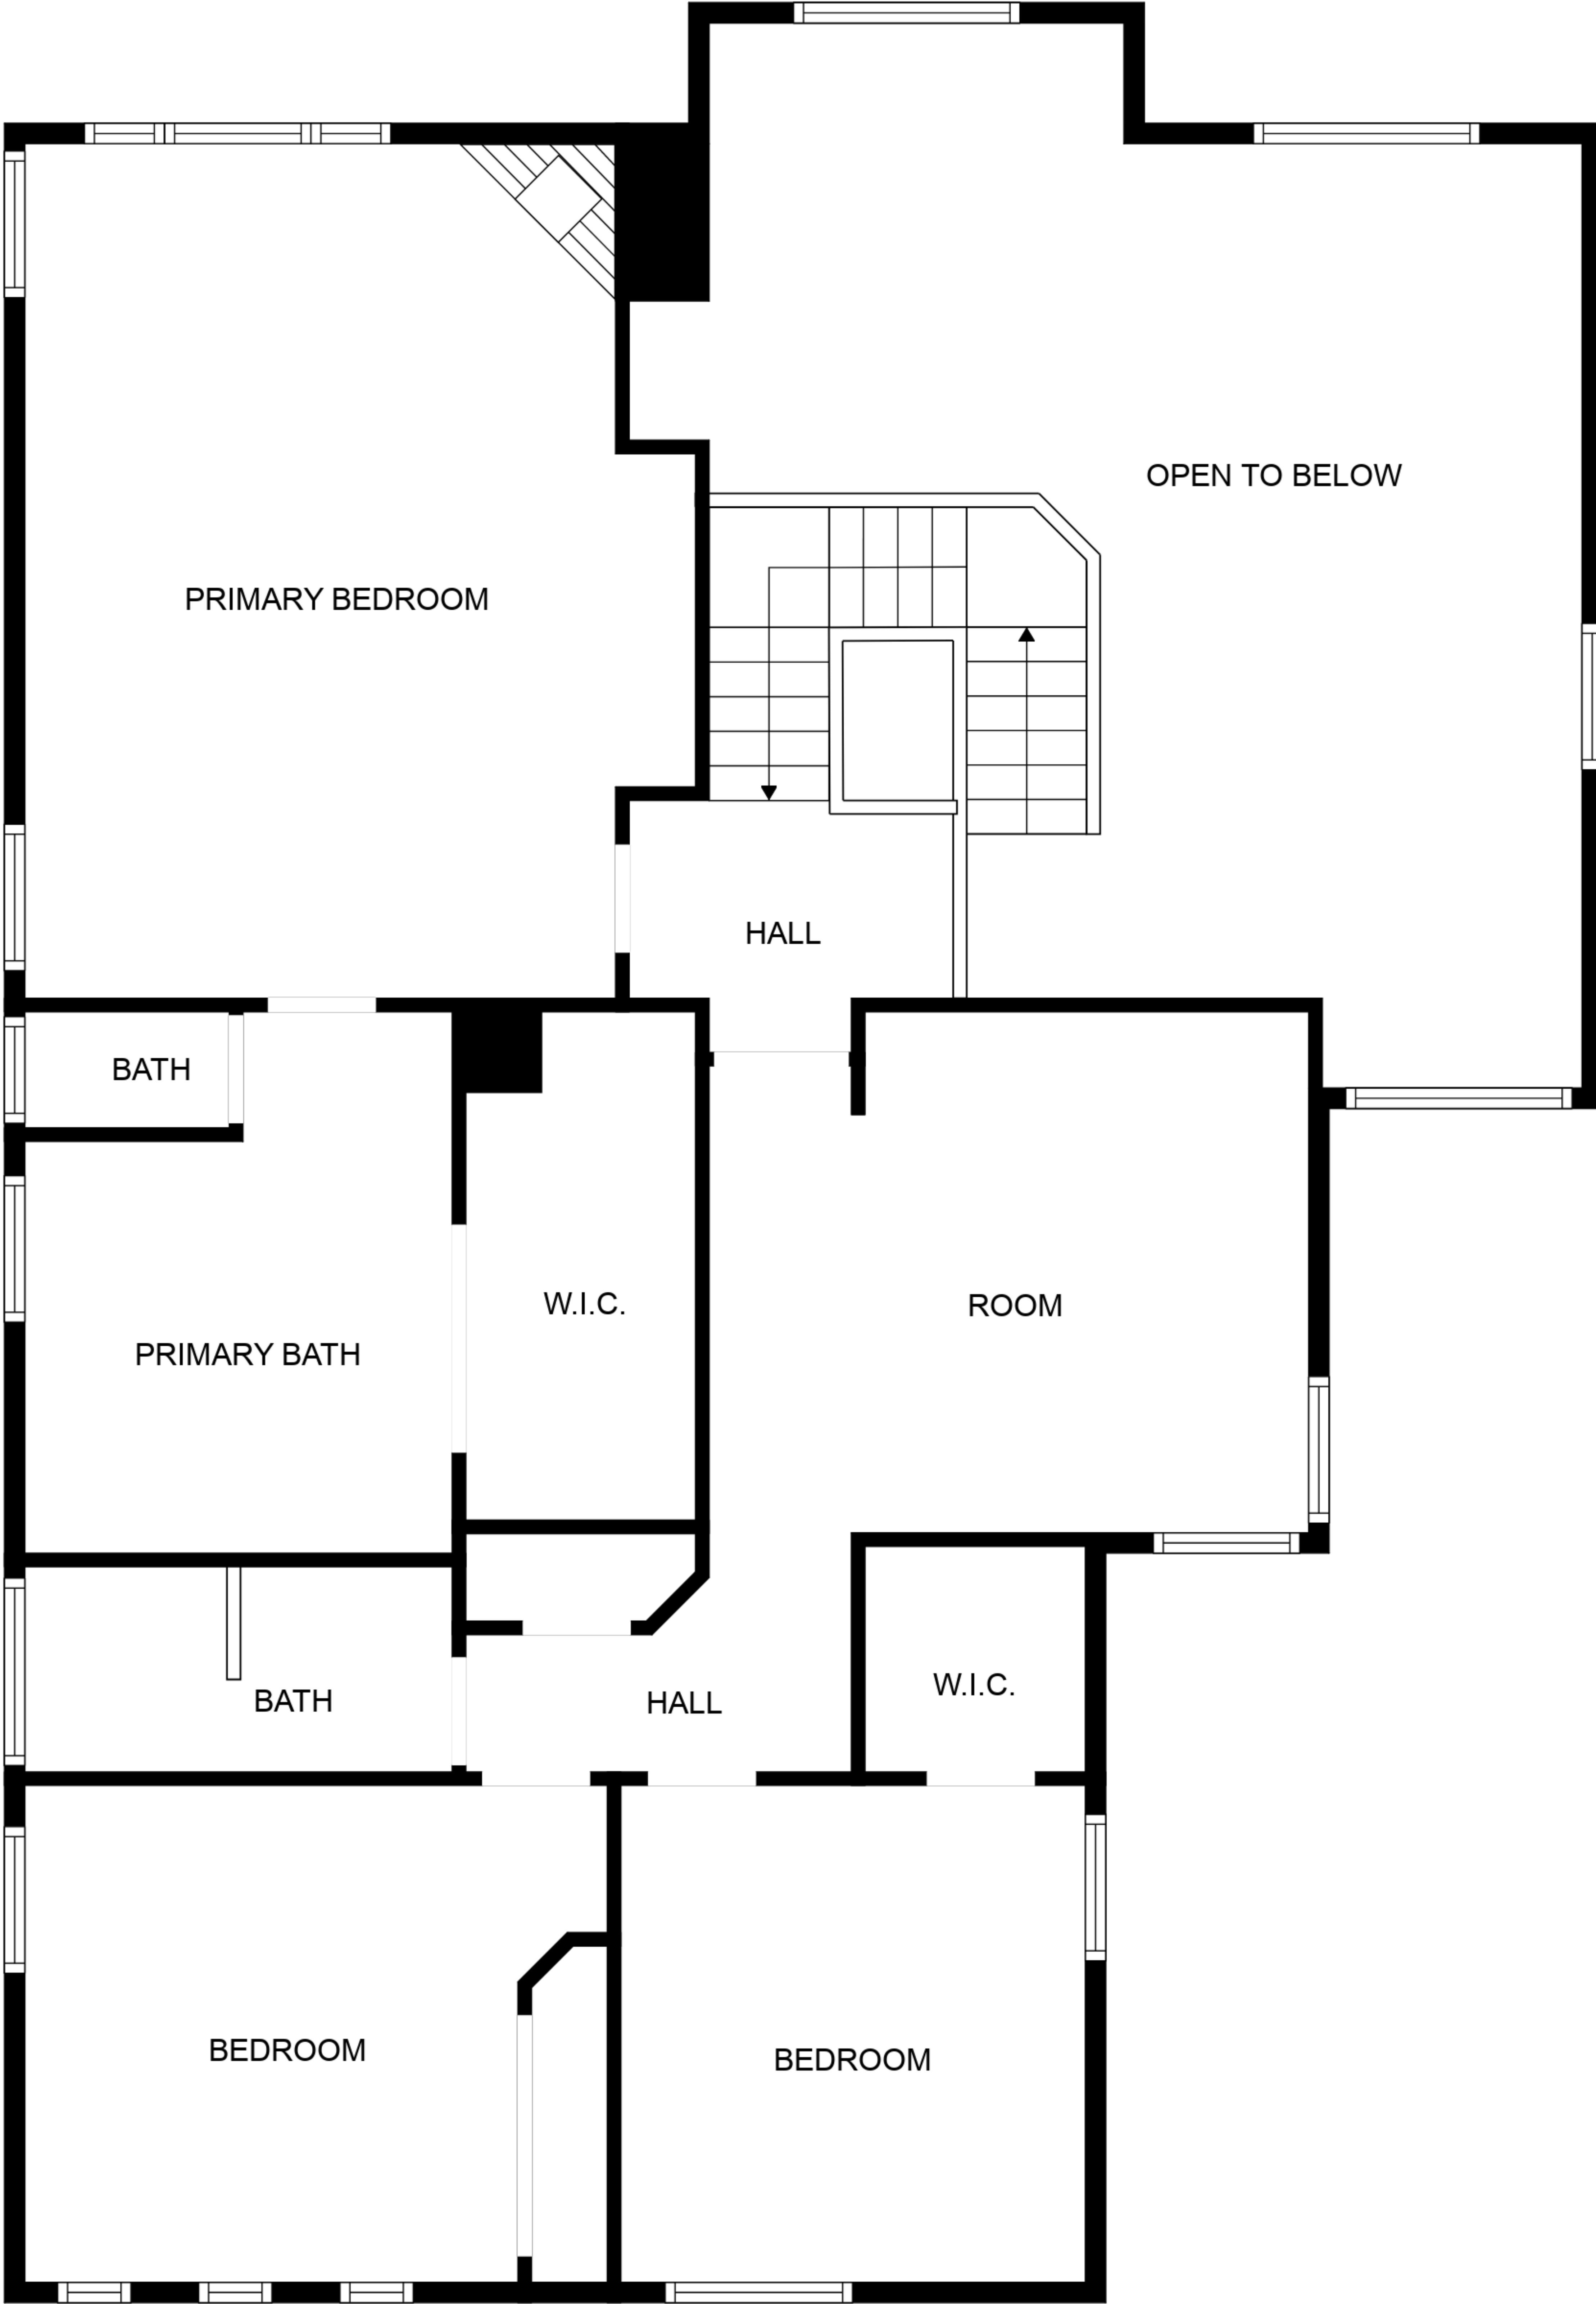 OPEN TO BELOW
PRIMARY BEDROOM
HALL
BATH
W.I.C.
ROOM
PRIMARY BATH
W.I.C.
BATH
HALL
BEDROOM
BEDROOM